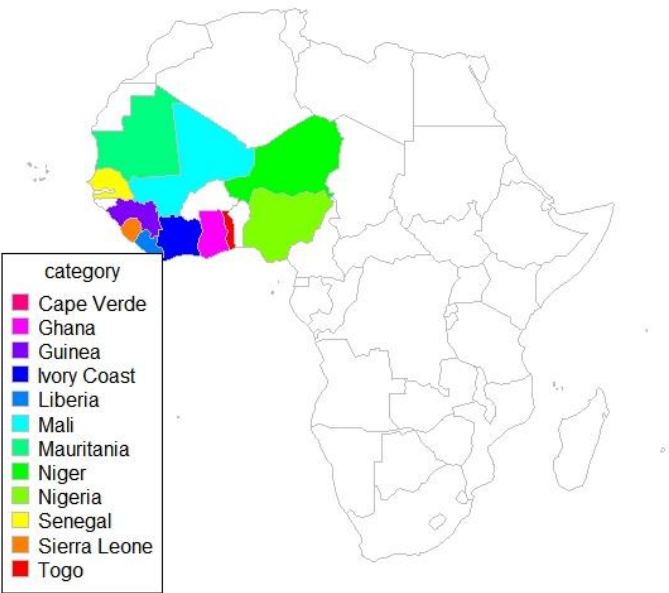 category
Cape Verde
Ghana
Guinea
Ivory Coast
Liberia
Mali
Mauritania
Niger
Nigeria
Senegal
Sierra Leone
Togo